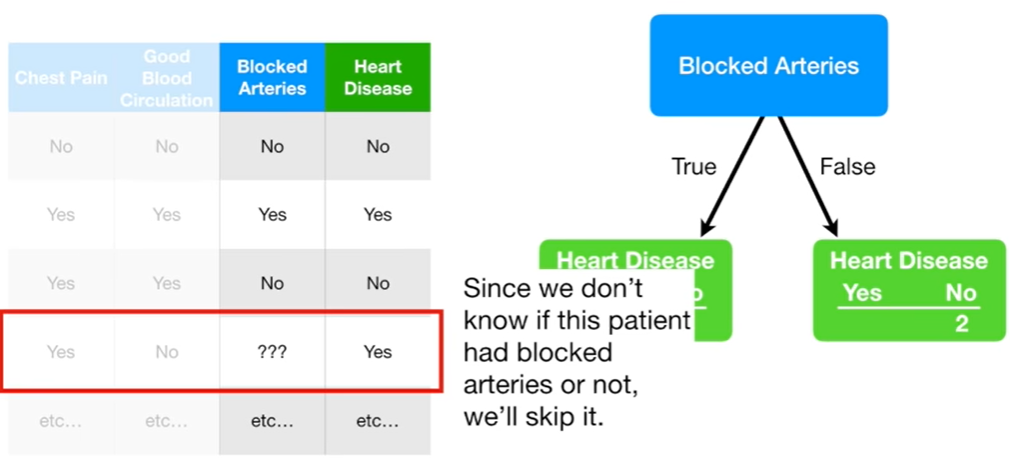 Chest Pain Good Blood Circulation Blocked Arteries Heart Disease
No No No No
Yes Yes Yes Yes
Yes Yes No No
Yes No ??? Yes
etc... etc... etc... etc...
Blocked Arteries
True False
Heart Disease
Heart Disease
Yes No
2
Since we don’t
know if this patient
had blocked
arteries or not,
we’ll skip it.